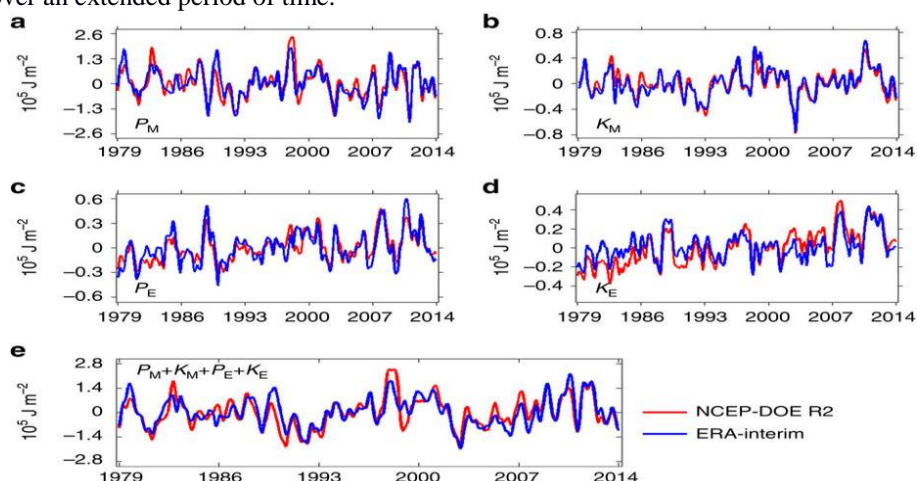 over an extended period of time.
a
2.6
1.3
0
−1.3
−2.6
10⁵ J m⁻²
P_M
1979 1986 1993 2000 2007 2014
b
0.8
0.4
0
−0.4
−0.8
10⁵ J m⁻²
K_M
1979 1986 1993 2000 2007 2014
c
0.6
0.3
0
−0.3
−0.6
10⁵ J m⁻²
P_E
1979 1986 1993 2000 2007 2014
d
0.4
0.2
0
−0.2
−0.4
10⁵ J m⁻²
K_E
1979 1986 1993 2000 2007 2014
e
2.8
1.4
0
−1.4
−2.8
10⁵ J m⁻²
P_M+K_M+P_E+K_E
1979 1986 1993 2000 2007 2014
NCEP-DOE R2
ERA-interim